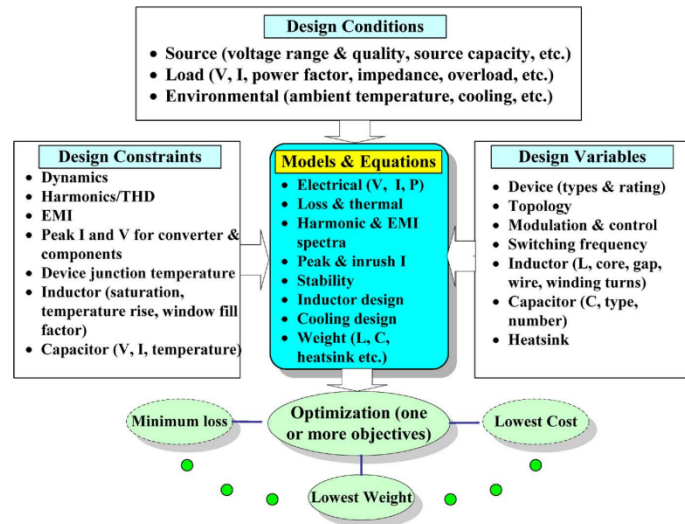 Design Conditions
• Source (voltage range & quality, source capacity, etc.)
• Load (V, I, power factor, impedance, overload, etc.)
• Environmental (ambient temperature, cooling, etc.)
Design Constraints
• Dynamics
• Harmonics/THD
• EMI
• Peak I and V for converter &
components
• Device junction temperature
• Inductor (saturation,
temperature rise, window fill
factor)
• Capacitor (V, I, temperature)
Models & Equations
• Electrical (V, I, P)
• Loss & thermal
• Harmonic & EMI
spectra
• Peak & inrush I
• Stability
• Inductor design
• Cooling design
• Weight (L, C,
heatsink etc.)
Design Variables
• Device (types & rating)
• Topology
• Modulation & control
• Switching frequency
• Inductor (L, core, gap,
wire, winding turns)
• Capacitor (C, type,
number)
• Heatsink
Minimum loss
Optimization (one
or more objectives)
Lowest Cost
Lowest Weight